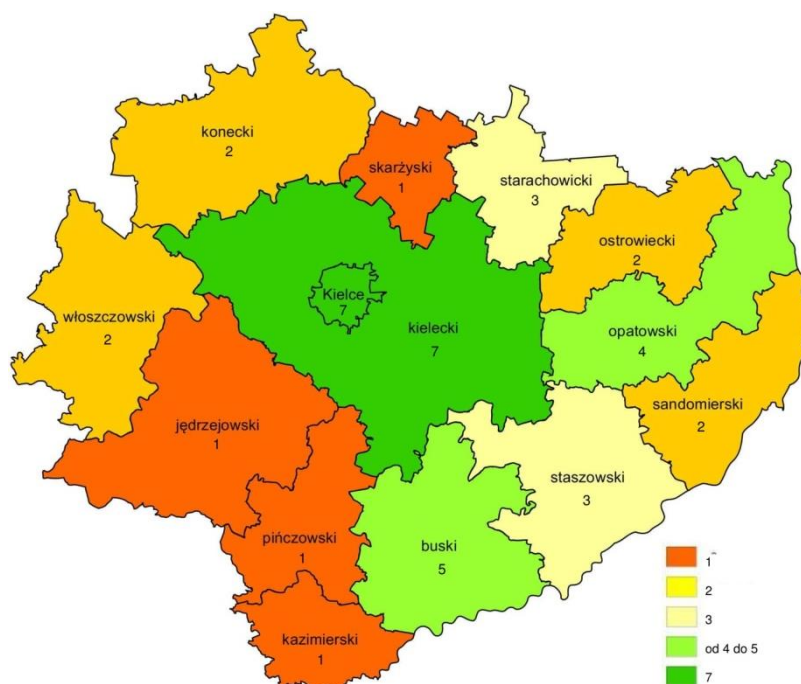 konecki
2
skarżyski
1
starachowicki
3
ostrowiecki
2
Kielce
7
włoszczowski
2
kielecki
7
opatowski
4
sandomierski
2
jędrzejowski
1
staszowski
3
pińczowski
1
buski
5
kazimierski
1
1
2
3
od 4 do 5
7